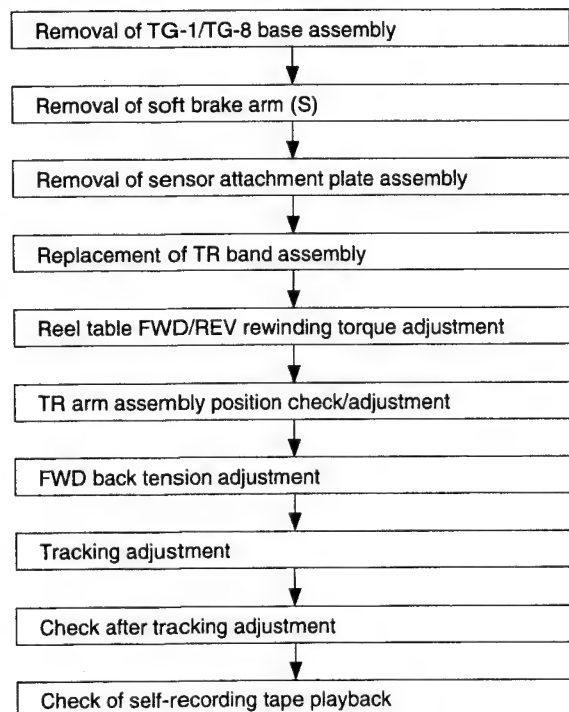 Removal of TG-1/TG-8 base assembly
Removal of soft brake arm (S)
Removal of sensor attachment plate assembly
Replacement of TR band assembly
Reel table FWD/REV rewinding torque adjustment
TR arm assembly position check/adjustment
FWD back tension adjustment
Tracking adjustment
Check after tracking adjustment
Check of self-recording tape playback